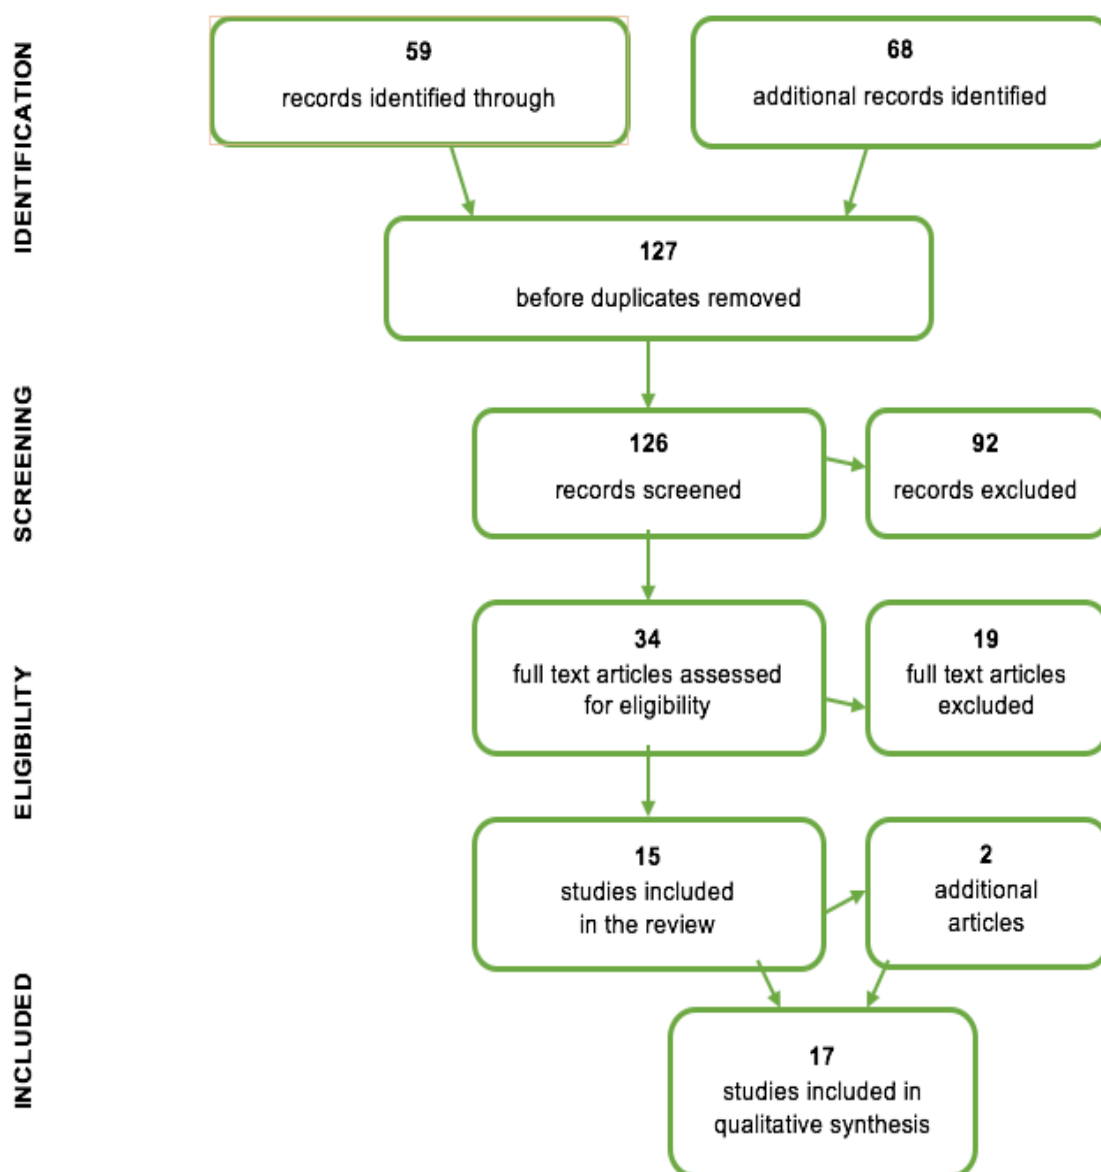 IDENTIFICATION
59
records identified through
68
additional records identified
127
before duplicates removed
SCREENING
126
records screened
92
records excluded
ELIGIBILITY
34
full text articles assessed
for eligibility
19
full text articles
excluded
15
studies included
in the review
2
additional
articles
INCLUDED
17
studies included in
qualitative synthesis